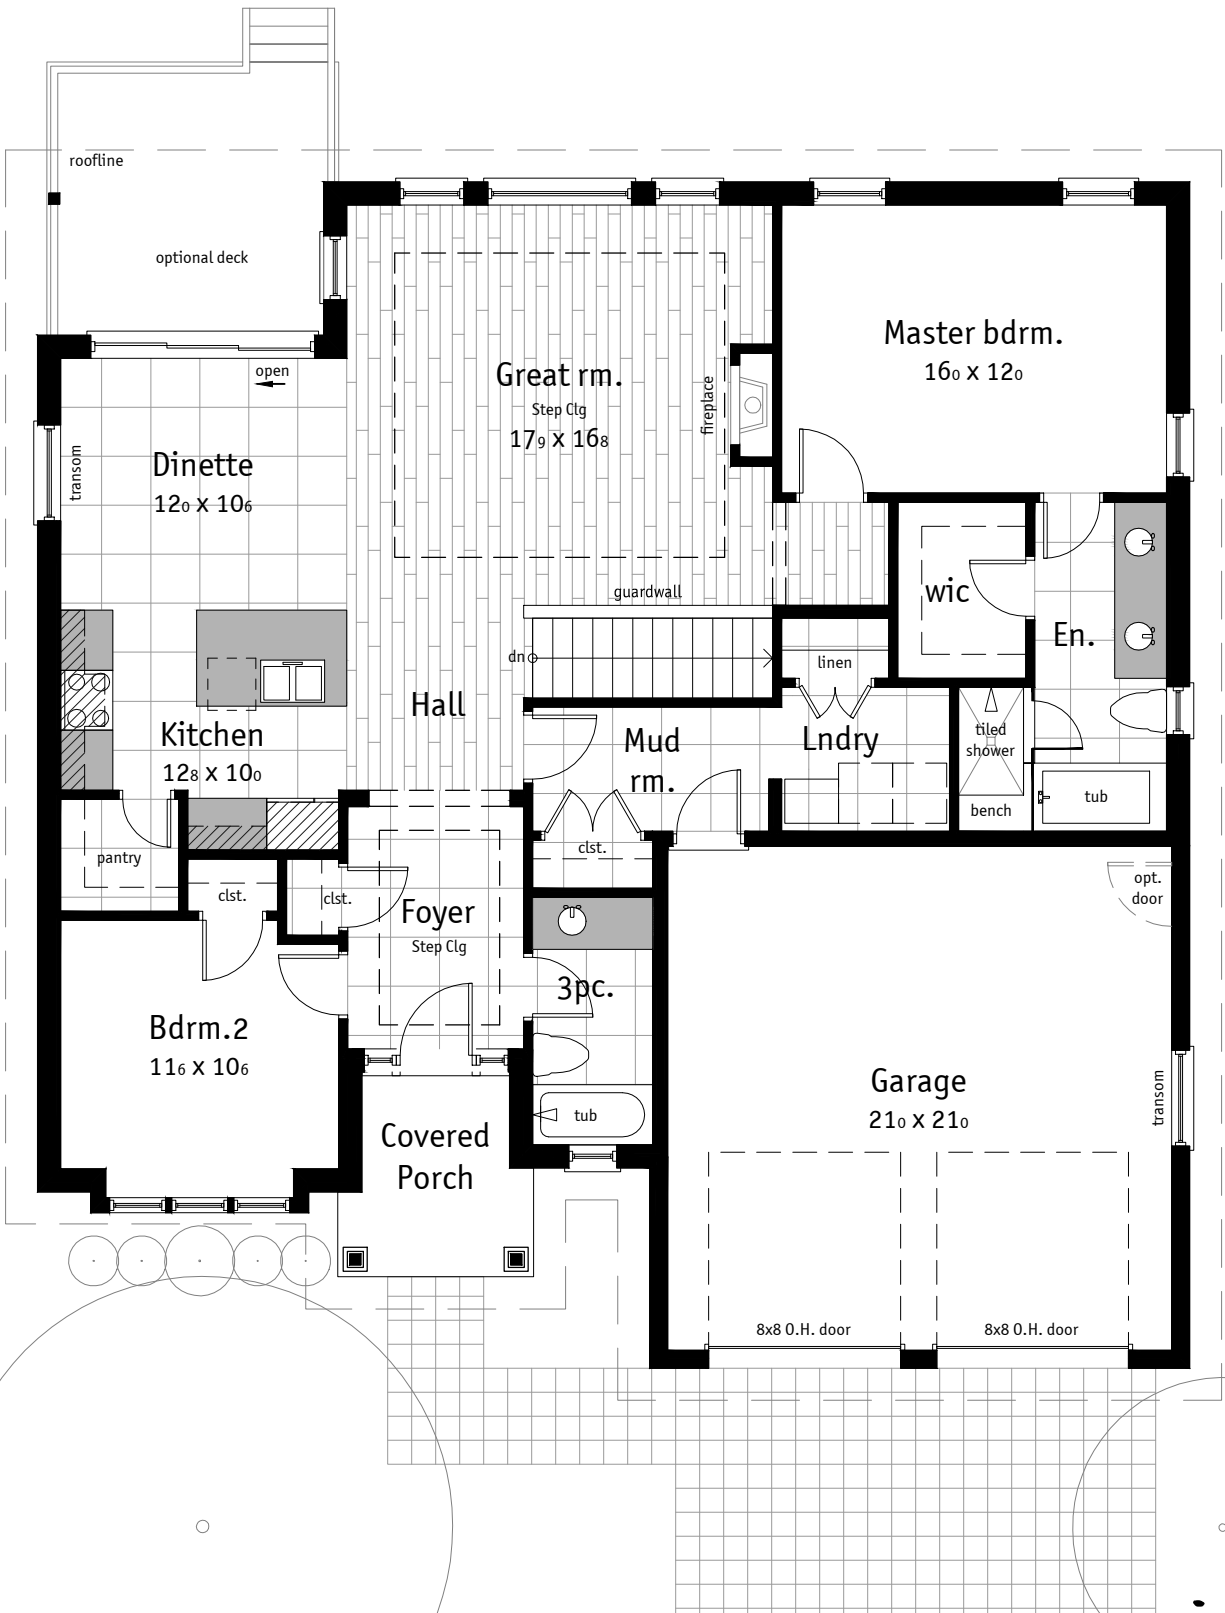 roofline
optional deck
open
Master bdrm.
16₀ x 12₀
Great rm.
Step Clg
17₉ x 16₈
fireplace
transom
Dinette
12₀ x 10₆
guardwall
wic
En.
dn
linen
Hall
Kitchen
12₈ x 10₀
Mud
rm.
Lndry
tiled
shower
bench
tub
pantry
clst.
clst.
clst.
Foyer
Step Clg
opt.
door
3pc.
Bdrm.2
11₆ x 10₆
Garage
21₀ x 21₀
transom
tub
Covered
Porch
8x8 O.H. door
8x8 O.H. door